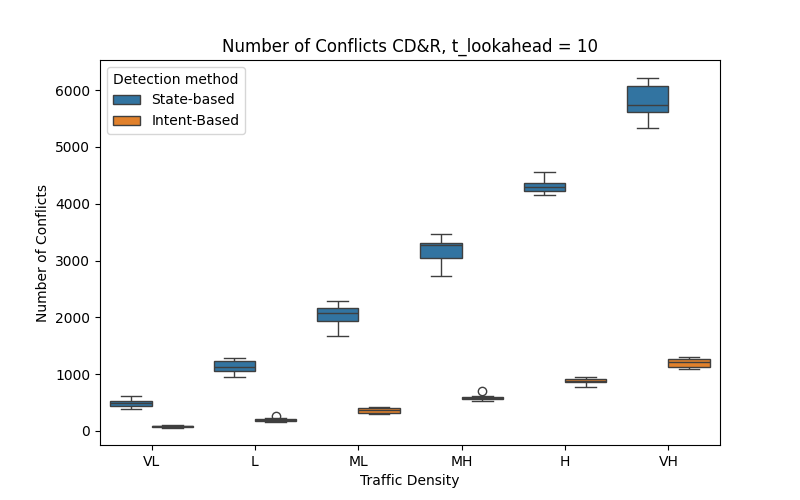 Number of Conflicts CD&R, t_lookahead = 10
Detection method
State-based
Intent-Based
6000
5000
4000
3000
2000
1000
0
Number of Conflicts
VL L ML MH H VH
Traffic Density